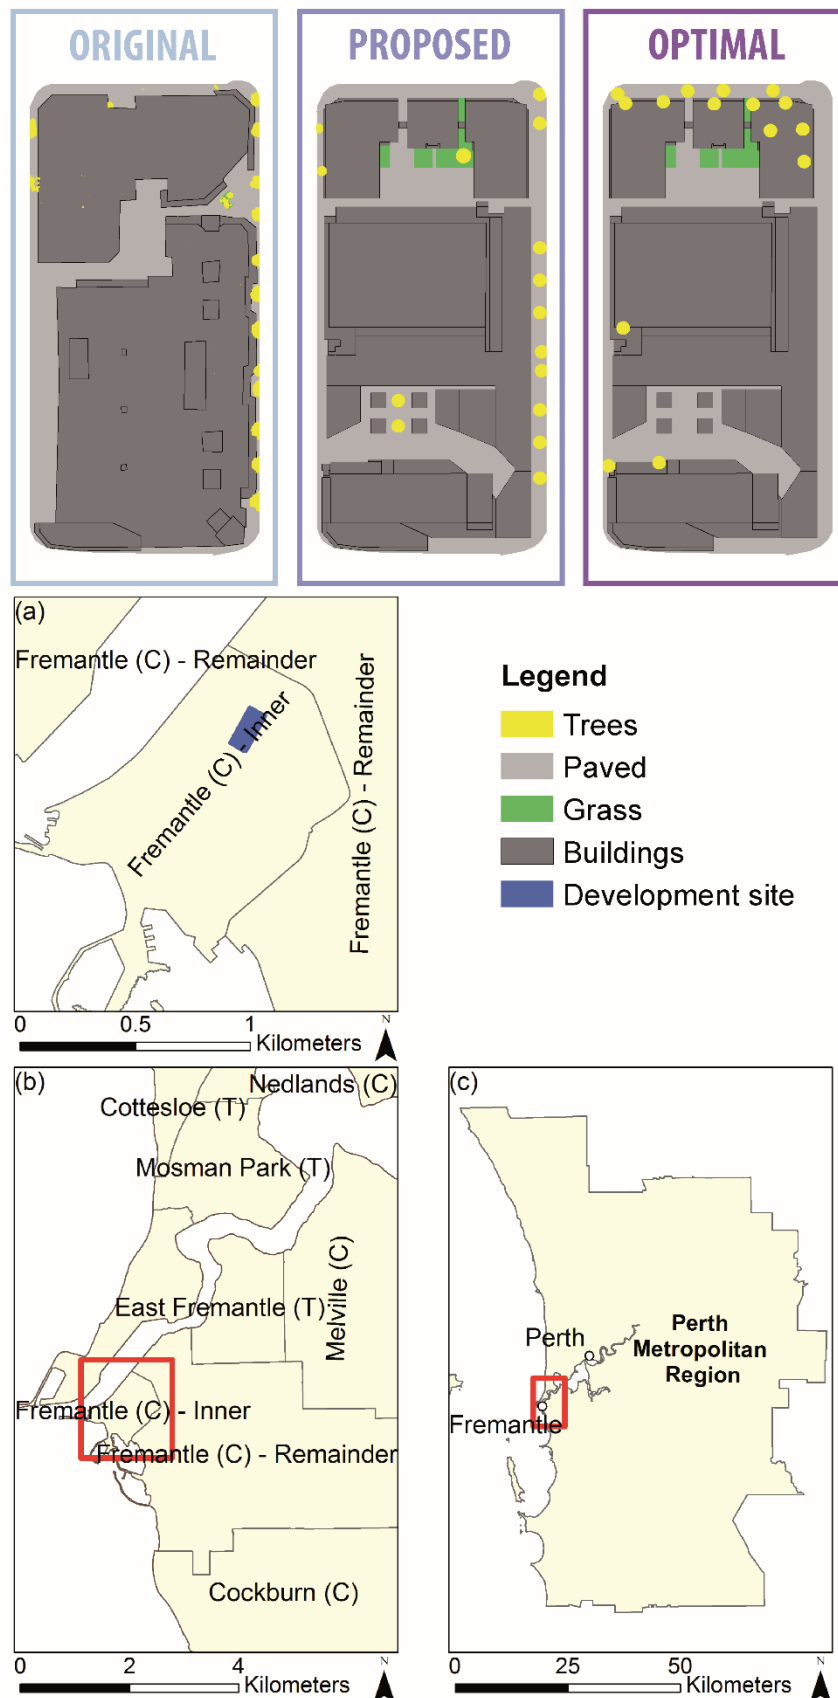 ORIGINAL
PROPOSED
OPTIMAL
(a)
Fremantle (C) - Remainder
Fremantle (C) - Inner
Fremantle (C) - Remainder
0 0.5 1
Kilometers
N
Legend
Trees
Paved
Grass
Buildings
Development site
(b)
Nedlands (C)
Cottesloe (T)
Mosman Park (T)
Melville (C)
East Fremantle (T)
Fremantle (C) - Inner
Fremantle (C) - Remainder
Cockburn (C)
0 2 4
Kilometers
N
(c)
Perth
Perth
Metropolitan
Region
Fremantle
0 25 50
Kilometers
N